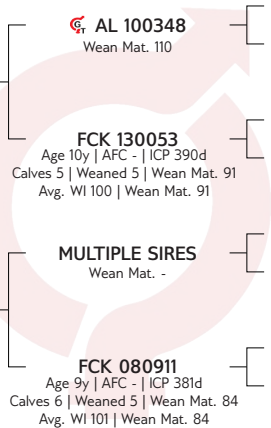 GT AL 100348
Wean Mat. 110
FCK 130053
Age 10y | AFC - | ICP 390d
Calves 5 | Weaned 5 | Wean Mat. 91
Avg. WI 100 | Wean Mat. 91
MULTIPLE SIRES
Wean Mat. -
FCK 080911
Age 9y | AFC - | ICP 381d
Calves 6 | Weaned 5 | Wean Mat. 84
Avg. WI 101 | Wean Mat. 84